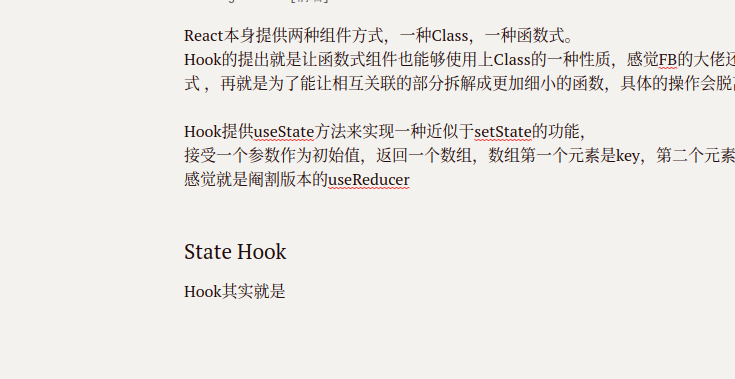 React本身提供两种组件方式，一种Class，一种函数式。
Hook的提出就是让函数式组件也能够使用上Class的一种性质，感觉FB的大佬还
式 ，再就是为了能让相互关联的部分拆解成更加细小的函数，具体的操作会脱
Hook提供useState方法来实现一种近似于setState的功能，
接受一个参数作为初始值，返回一个数组，数组第一个元素是key，第二个元素
感觉就是阉割版本的useReducer
State Hook
Hook其实就是